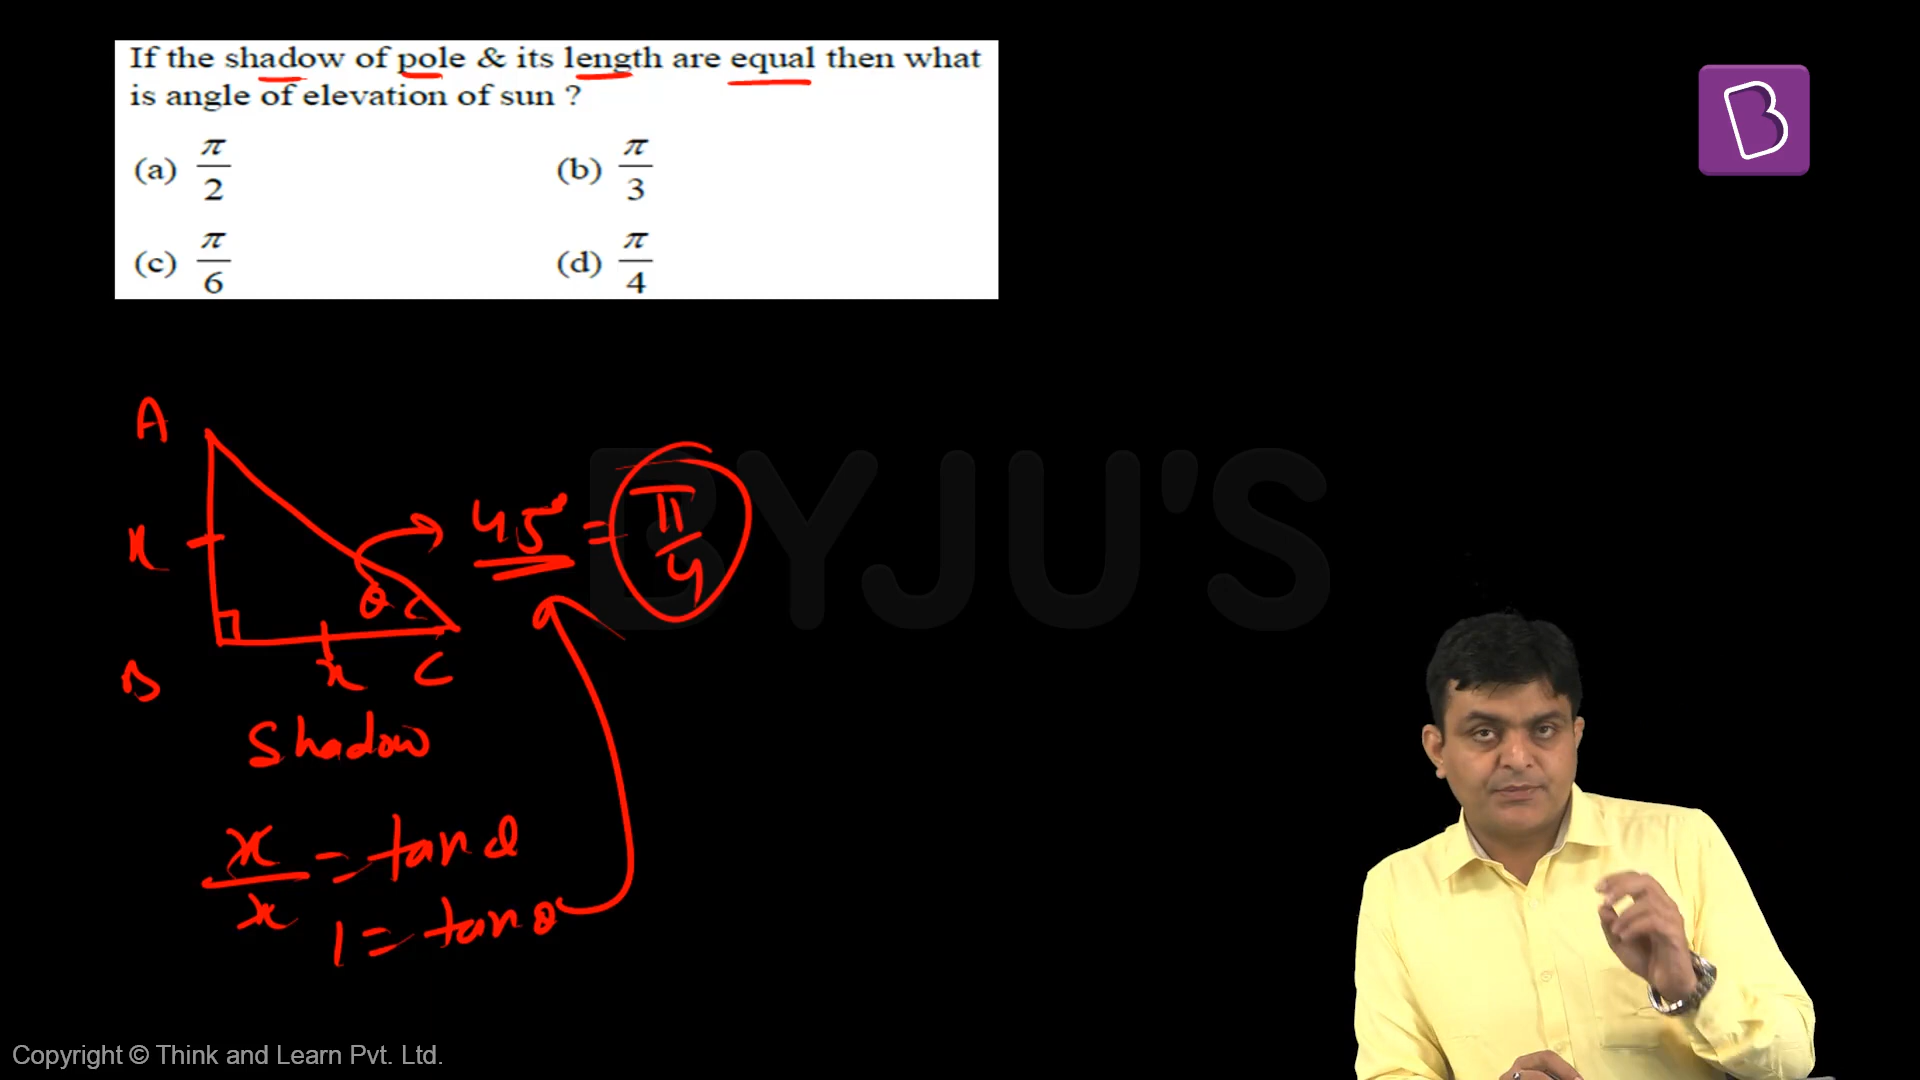 If the shadow of pole & its length are equal then what
is angle of elevation of sun ?
(a) π/2 (b) π/3
(c) π/6 (d) π/4
B
A
x
θ
45° = π/4
B x C
Shadow
x/x = tan θ
1 = tan θ
BYJU'S
Copyright © Think and Learn Pvt. Ltd.